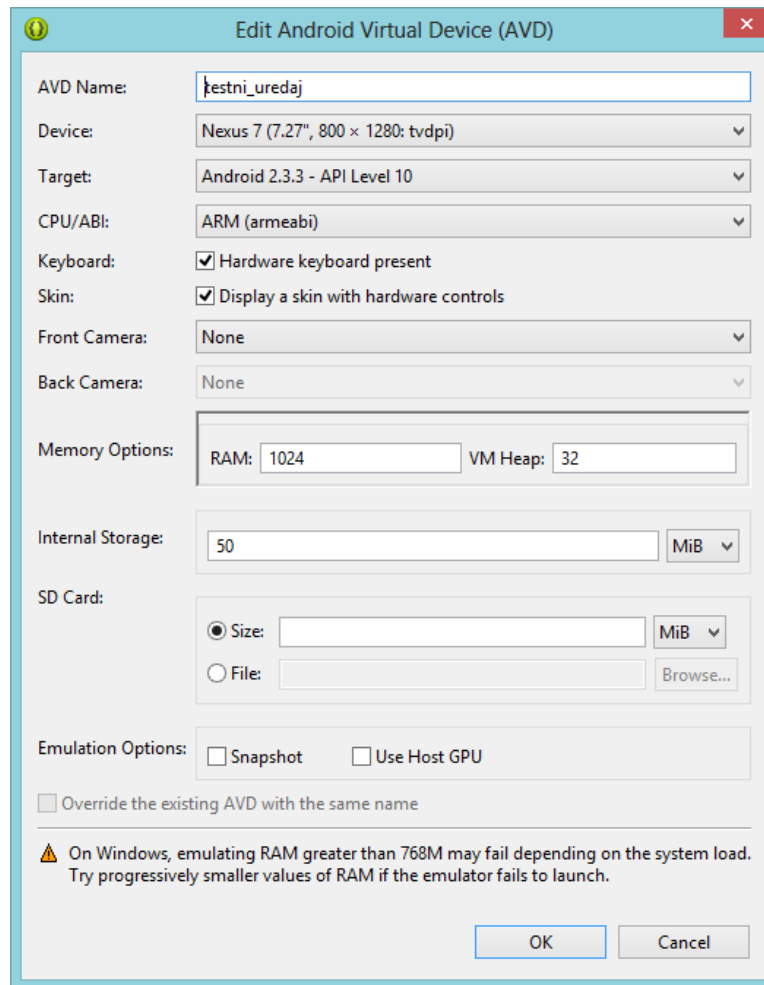 Edit Android Virtual Device (AVD)
AVD Name: testni_uredaj
Device: Nexus 7 (7.27", 800 × 1280: tvdpi)
Target: Android 2.3.3 - API Level 10
CPU/ABI: ARM (armeabi)
Keyboard: Hardware keyboard present
Skin: Display a skin with hardware controls
Front Camera: None
Back Camera: None
Memory Options: RAM: 1024 VM Heap: 32
Internal Storage: 50 MiB
SD Card:
Size: MiB
File: Browse...
Emulation Options: Snapshot Use Host GPU
Override the existing AVD with the same name
On Windows, emulating RAM greater than 768M may fail depending on the system load.
Try progressively smaller values of RAM if the emulator fails to launch.
OK Cancel